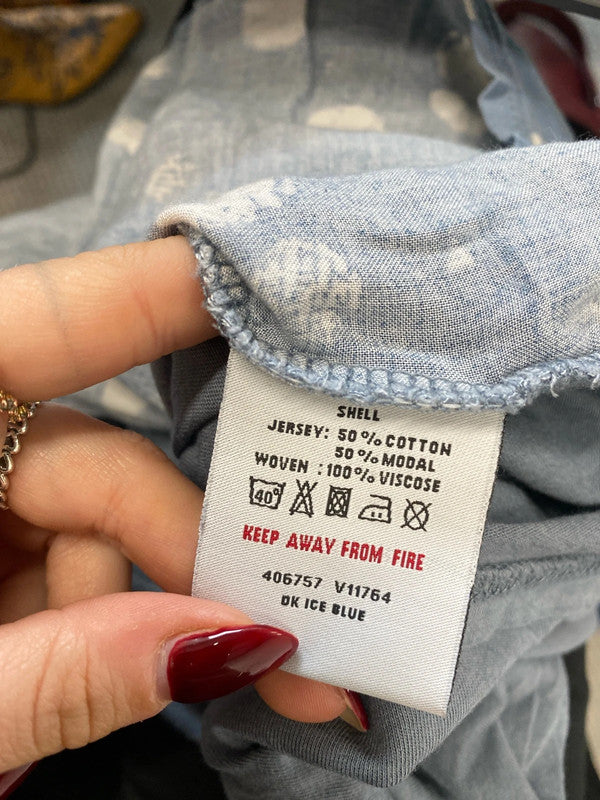 SHELL
JERSEY: 50% COTTON
50% MODAL
WOVEN :100% VISCOSE
40°
KEEP AWAY FROM FIRE
406757 V11764
DK ICE BLUE